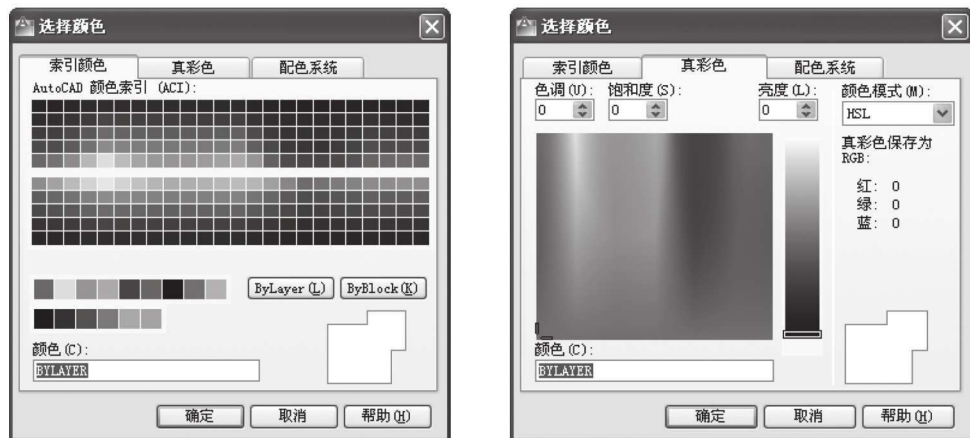 选择颜色
索引颜色 真彩色 配色系统
AutoCAD 颜色索引 (ACI):
ByLayer(L) ByBlock(K)
颜色(C):
BYLAYER
确定 取消 帮助(H)
选择颜色
索引颜色 真彩色 配色系统
色调(U): 饱和度(S): 亮度(L): 颜色模式(M):
0 0 0 HSL
真彩色保存为
RGB:
红: 0
绿: 0
蓝: 0
颜色(C):
BYLAYER
确定 取消 帮助(H)